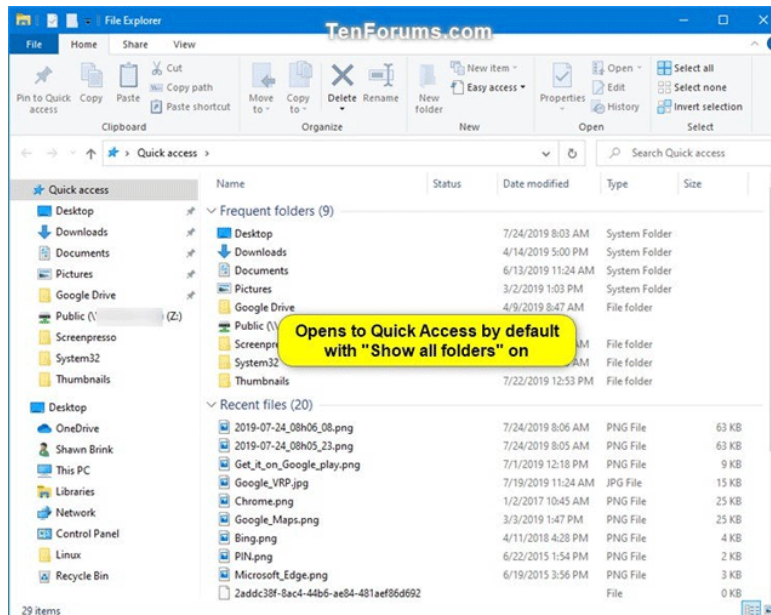 File Explorer
TenForums.com
File Home Share View
Pin to Quick access
Copy
Paste
Cut
Copy path
Paste shortcut
Clipboard
Move to
Copy to
Delete
Rename
Organize
New folder
New item
Easy access
New
Properties
Open
Edit
History
Open
Select all
Select none
Invert selection
Select
Quick access
Search Quick access
Quick access
Desktop
Downloads
Documents
Pictures
Google Drive
Public (\\ (Z:)
Screenpresso
System32
Thumbnails
Desktop
OneDrive
Shawn Brink
This PC
Libraries
Network
Control Panel
Linux
Recycle Bin
Name Status Date modified Type Size
Frequent folders (9)
Desktop 7/24/2019 8:03 AM System Folder
Downloads 4/14/2019 5:00 PM System Folder
Documents 6/13/2019 11:24 AM System Folder
Pictures 3/2/2019 1:03 PM System Folder
Google Drive 4/9/2019 8:47 AM File folder
Public (\\
Opens to Quick Access by default
with "Show all folders" on
AM File folder
System32 AM File folder
Thumbnails 7/22/2019 12:53 PM File folder
Recent files (20)
2019-07-24_08h06_08.png 7/24/2019 8:06 AM PNG File 63 KB
2019-07-24_08h05_23.png 7/24/2019 8:05 AM PNG File 63 KB
Get_it_on_Google_play.png 7/1/2019 12:18 PM PNG File 9 KB
Google_VRP.jpg 7/19/2019 11:24 AM JPG File 15 KB
Chrome.png 1/2/2017 10:45 AM PNG File 25 KB
Google_Maps.png 3/3/2019 1:47 PM PNG File 25 KB
Bing.png 4/11/2018 4:28 PM PNG File 4 KB
PIN.png 6/22/2015 1:54 PM PNG File 2 KB
Microsoft_Edge.png 6/19/2015 3:56 PM PNG File 3 KB
2addc38f-8ac4-44b6-ae84-481aef86d692 File 0 KB
29 items